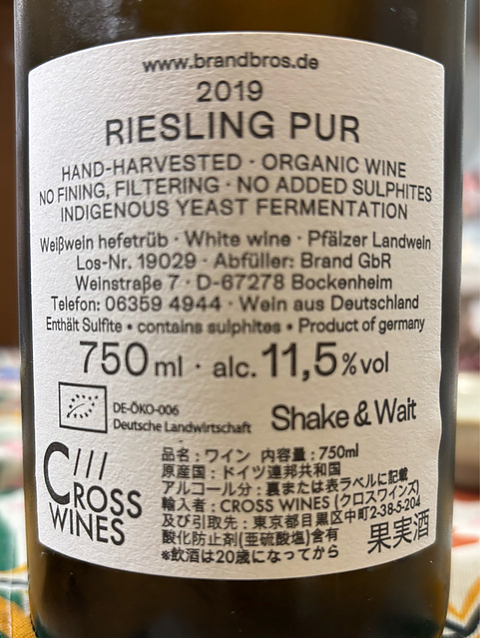 www.brandbros.de
2019
RIESLING PUR
HAND-HARVESTED · ORGANIC WINE
NO FINING, FILTERING · NO ADDED SULPHITES
INDIGENOUS YEAST FERMENTATION
Weißwein hefetrüb · White wine · Pfälzer Landwein
Los-Nr. 19029 · Abfüller: Brand GbR
Weinstraße 7 · D-67278 Bockenheim
Telefon: 06359 4944 · Wein aus Deutschland
Enthält Sulfite • contains sulphites • Product of germany
750 ml · alc. 11,5 % vol
DE-ÖKO-006
Deutsche Landwirtschaft
Shake & Wait
C///ROSS
WINES
品名：ワイン 内容量：750ml
原産国：ドイツ連邦共和国
アルコール分：裏または表ラベルに記載
輸入者：CROSS WINES (クロスワインズ)
及び引取先：東京都目黒区中町2-38-5-204
酸化防止剤(亜硫酸塩)含有
果実酒
※飲酒は20歳になってから